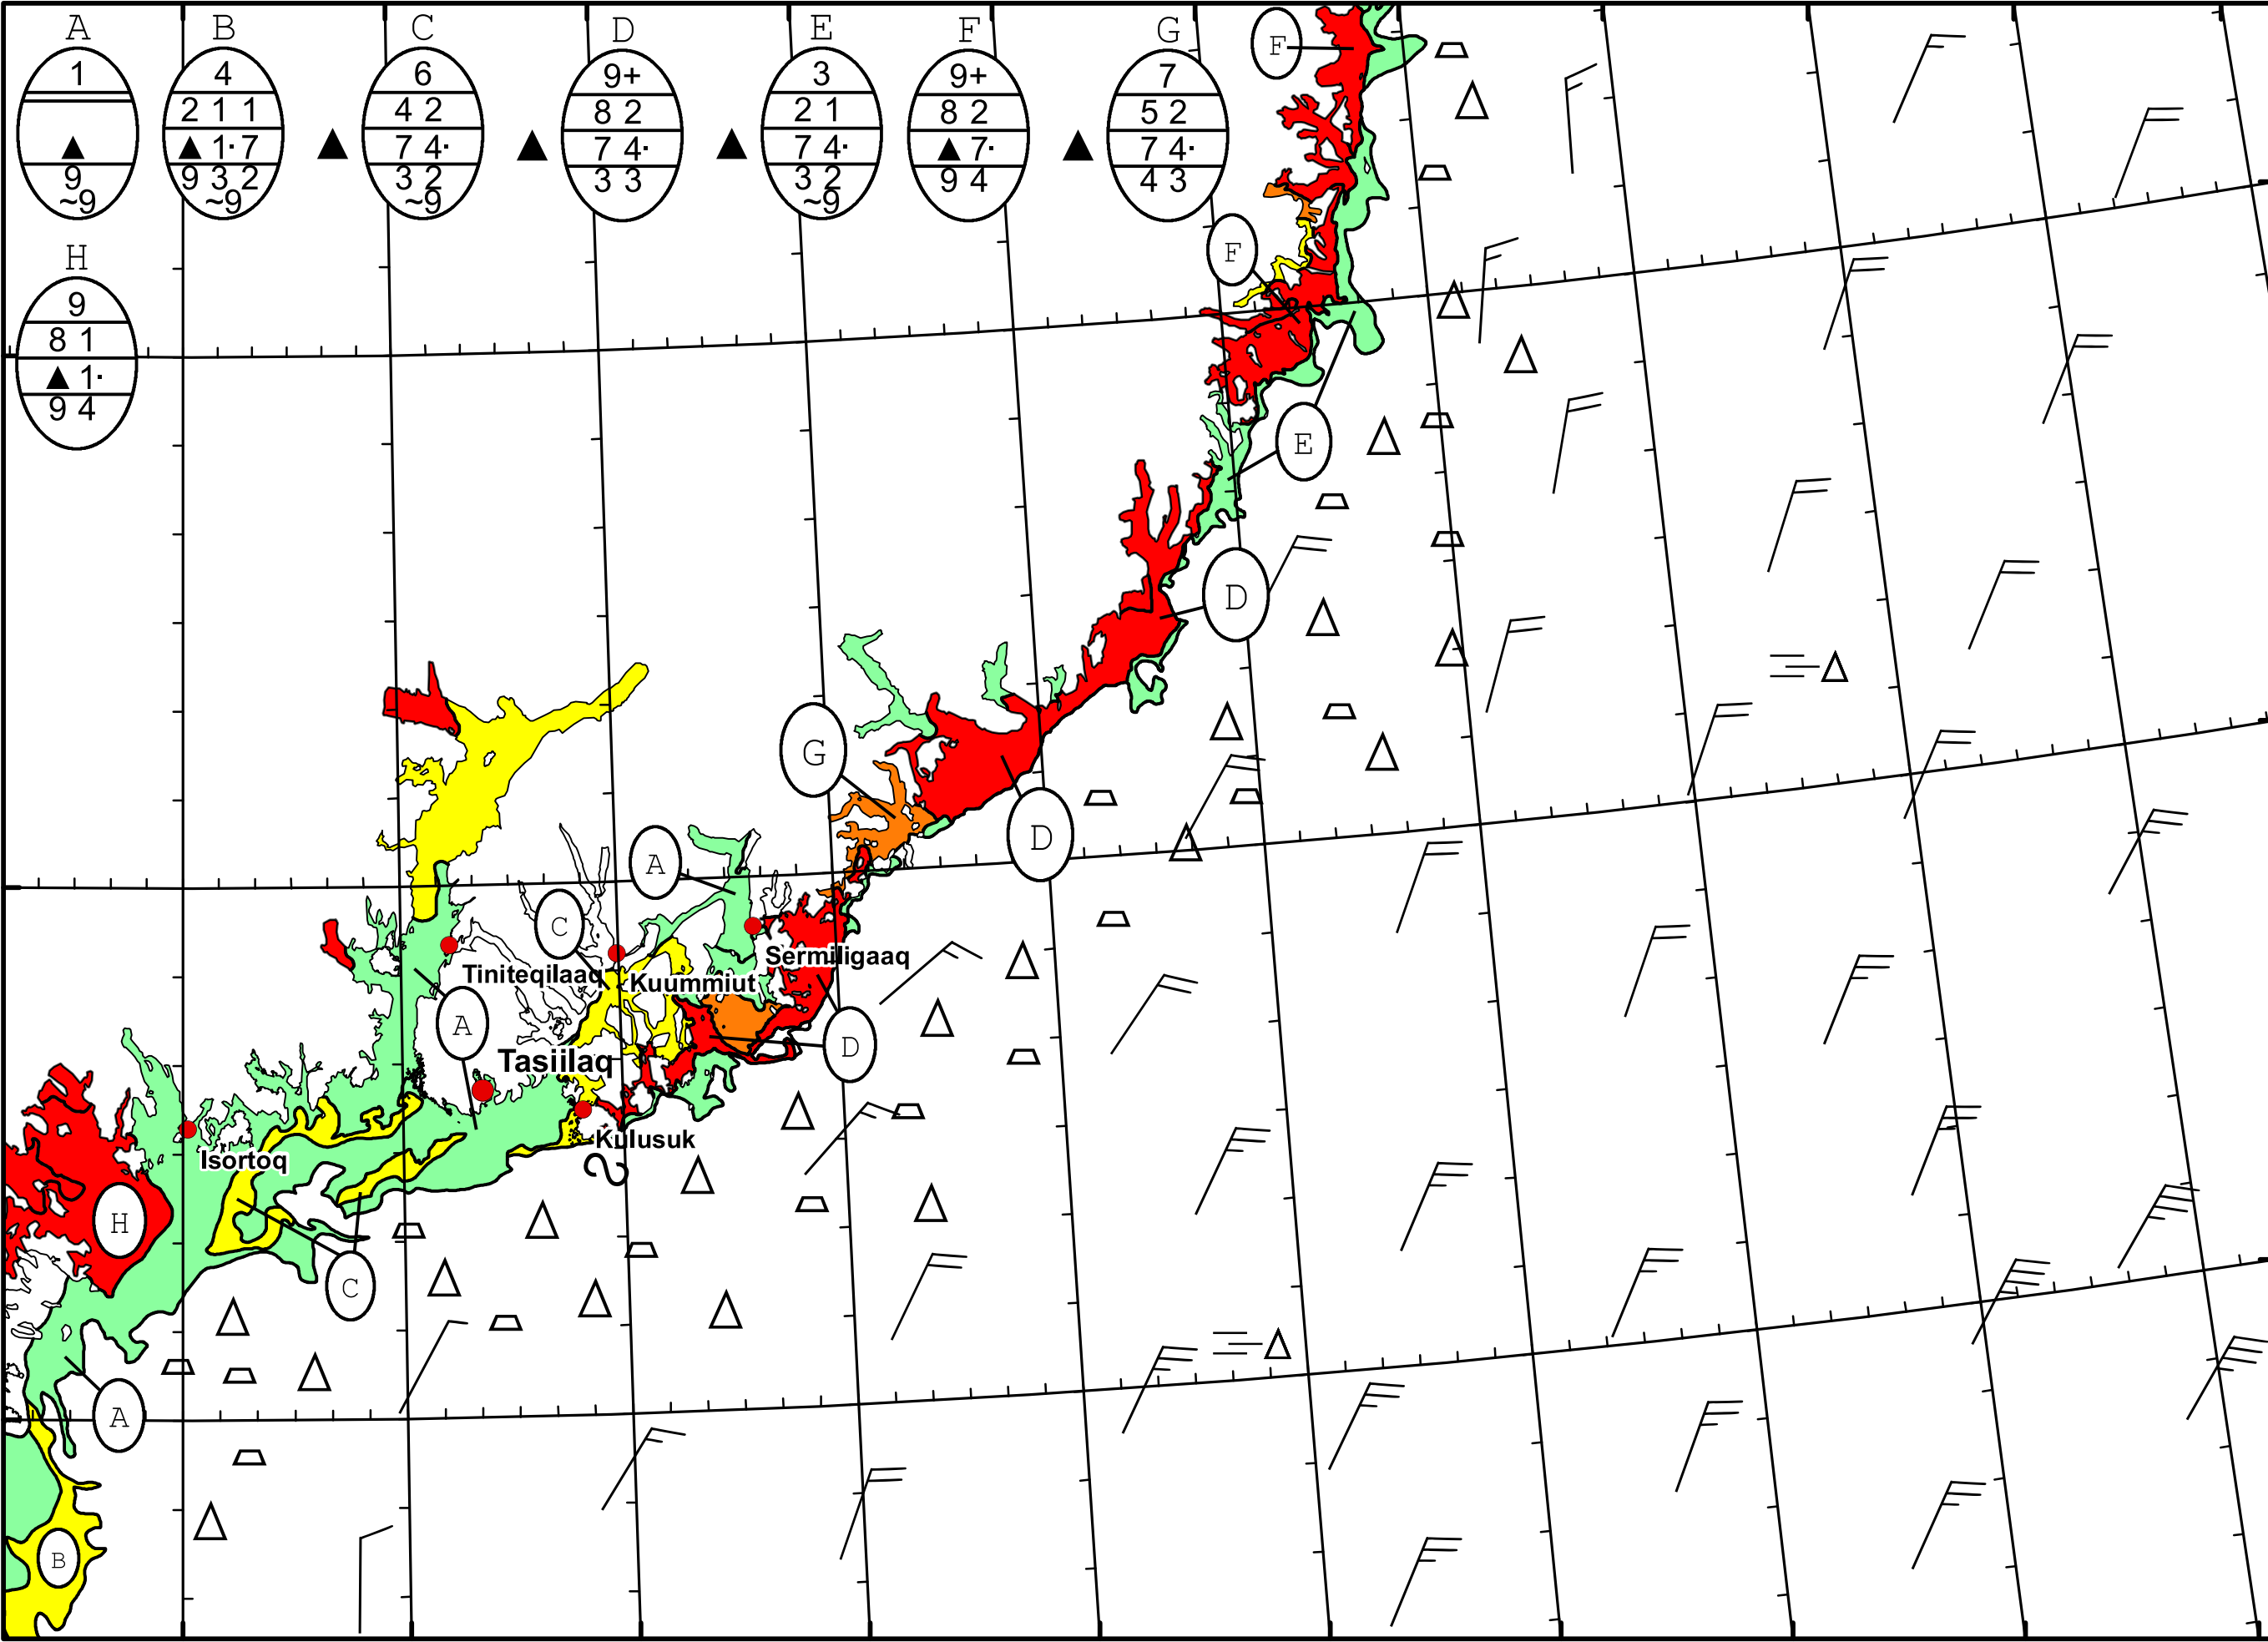 A B C D E F G
1 4 6 9+ 3 9+ 7
2 1 1 4 2 8 2 2 1 8 2 5 2
▲ ▲ 1· 7 ▲ 7 4· ▲ 7 4· ▲ 7 4· ▲ 7· ▲ 7 4·
9 9 3 2 3 2 3 3 3 2 9 4 4 3
~9 ~9 ~9 ~9
H
9
8 1
▲ 1·
9 4
F
F
E
D
G
D
A
C
Sermiligaaq
Tiniteqilaaq
Kuummiut
A
D
Tasiilaq
Kulusuk
Isortoq
H
C
A
B